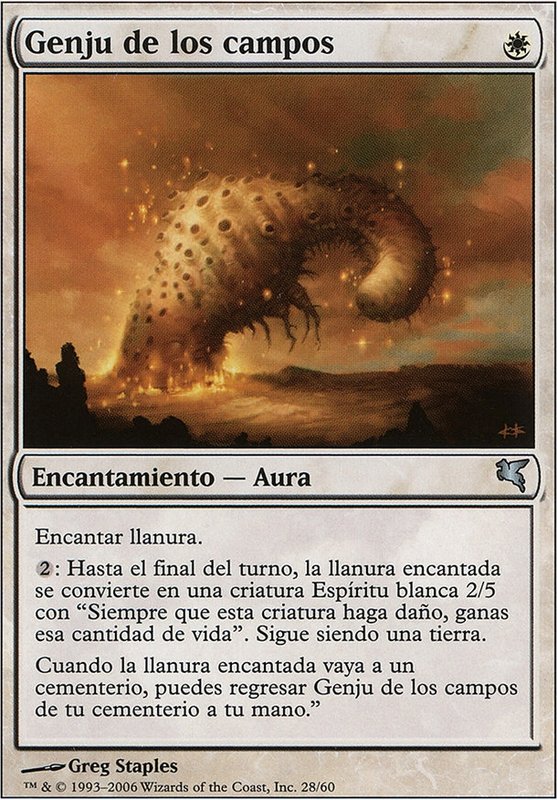 Genju de los campos
Encantamiento — Aura
Encantar llanura.
2: Hasta el final del turno, la llanura encantada
se convierte en una criatura Espíritu blanca 2/5
con “Siempre que esta criatura haga daño, ganas
esa cantidad de vida”. Sigue siendo una tierra.
Cuando la llanura encantada vaya a un
cementerio, puedes regresar Genju de los campos
de tu cementerio a tu mano.”
Greg Staples
™ & © 1993–2006 Wizards of the Coast, Inc. 28/60